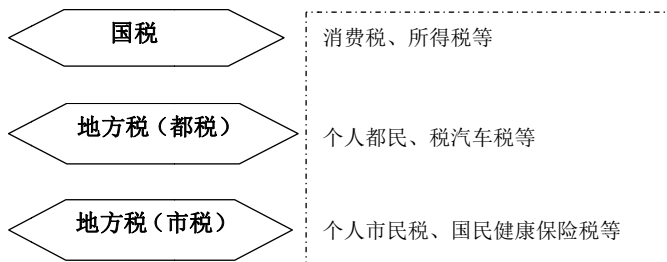 国税
消费税、所得税等
地方税（都税）
个人都民、税汽车税等
地方税（市税）
个人市民税、国民健康保险税等